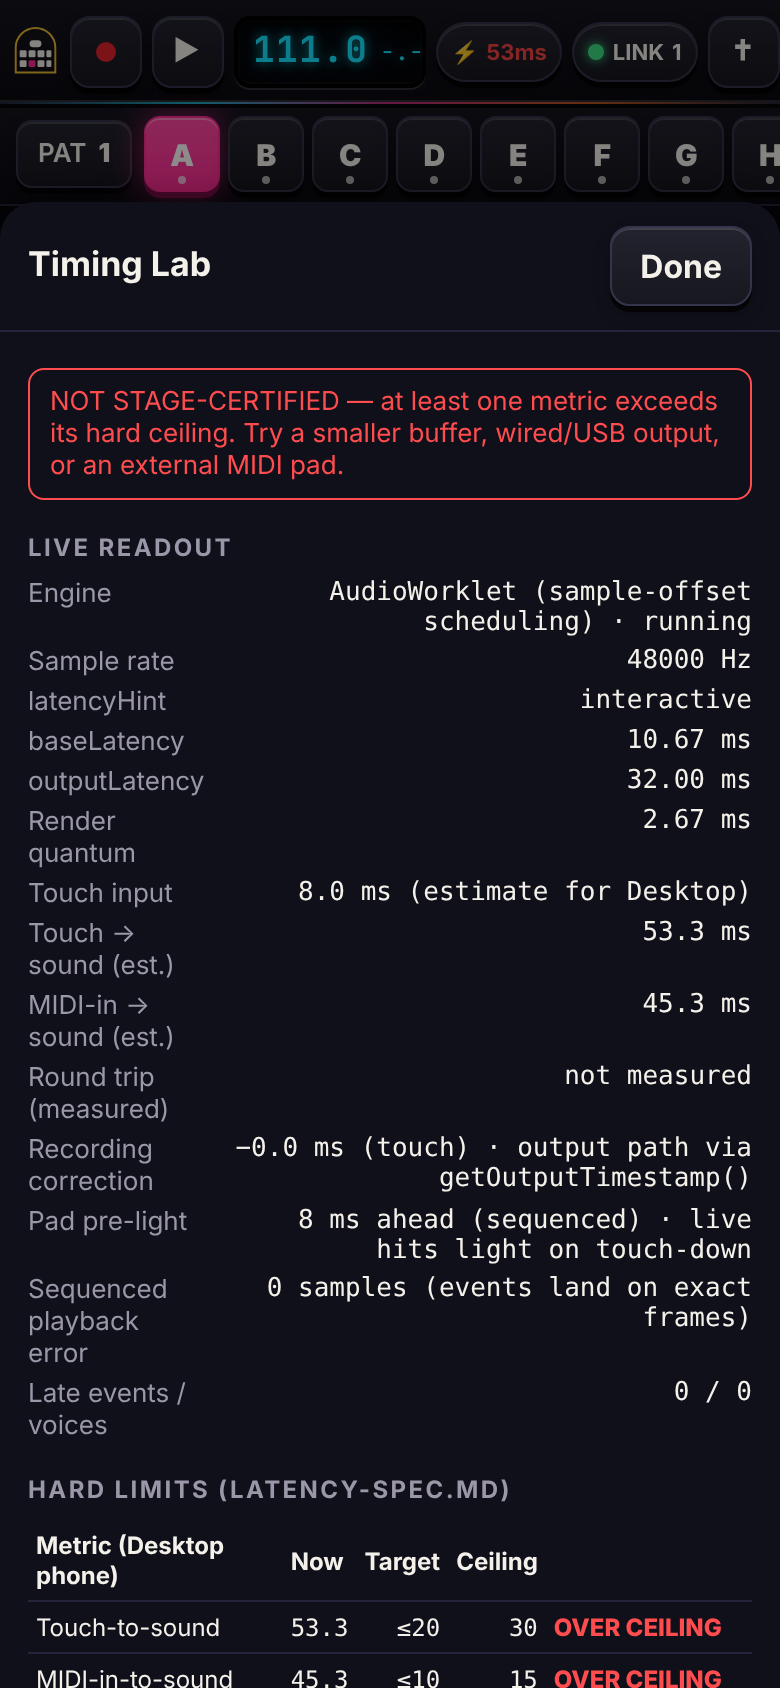 111.0 -.-
⚡ 53ms
LINK 1
PAT 1
A B C D E F G H
Timing Lab
Done
NOT STAGE-CERTIFIED — at least one metric exceeds
its hard ceiling. Try a smaller buffer, wired/USB output,
or an external MIDI pad.
LIVE READOUT
Engine
AudioWorklet (sample-offset
scheduling) · running
Sample rate
48000 Hz
latencyHint
interactive
baseLatency
10.67 ms
outputLatency
32.00 ms
Render
quantum
2.67 ms
Touch input
8.0 ms (estimate for Desktop)
Touch →
sound (est.)
53.3 ms
MIDI-in →
sound (est.)
45.3 ms
Round trip
(measured)
not measured
Recording
correction
−0.0 ms (touch) · output path via
getOutputTimestamp()
Pad pre-light
8 ms ahead (sequenced) · live
hits light on touch-down
Sequenced
playback
error
0 samples (events land on exact
frames)
Late events /
voices
0 / 0
HARD LIMITS (LATENCY-SPEC.MD)
Metric (Desktop
phone)
Now Target Ceiling
Touch-to-sound 53.3 ≤20 30 OVER CEILING
MIDI-in-to-sound 45.3 ≤10 15 OVER CEILING